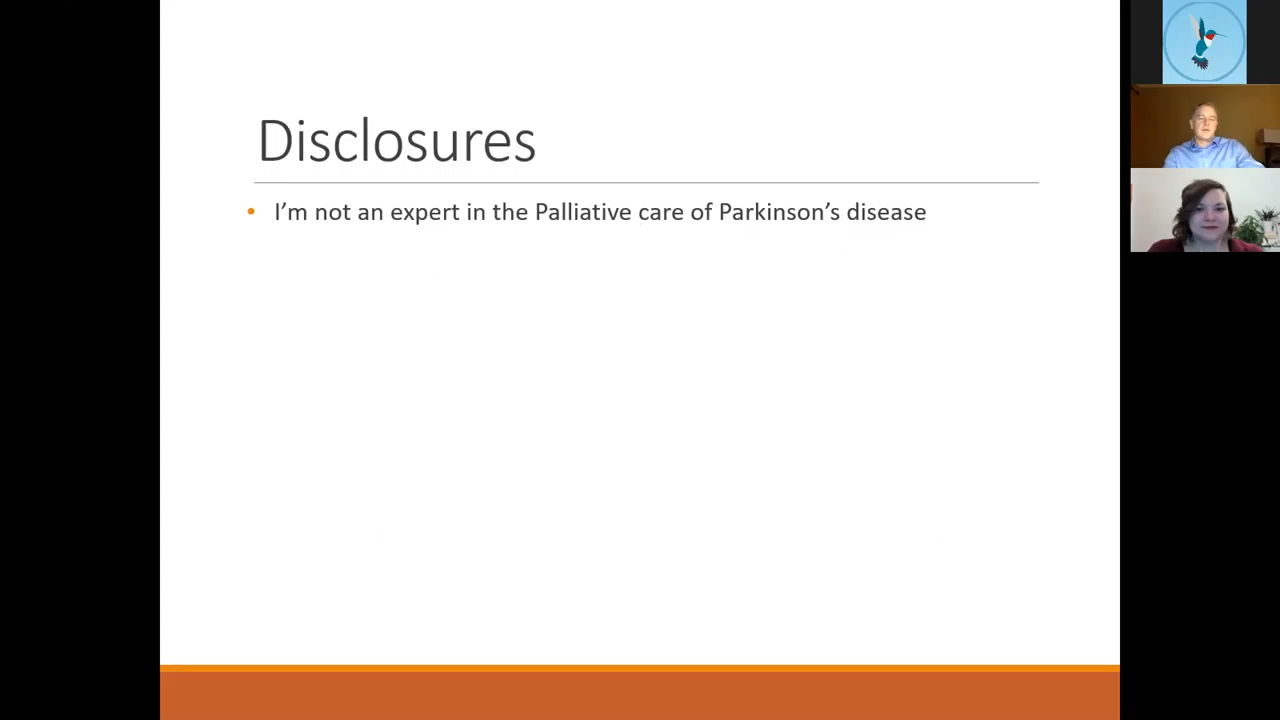 Disclosures
• I’m not an expert in the Palliative care of Parkinson’s disease